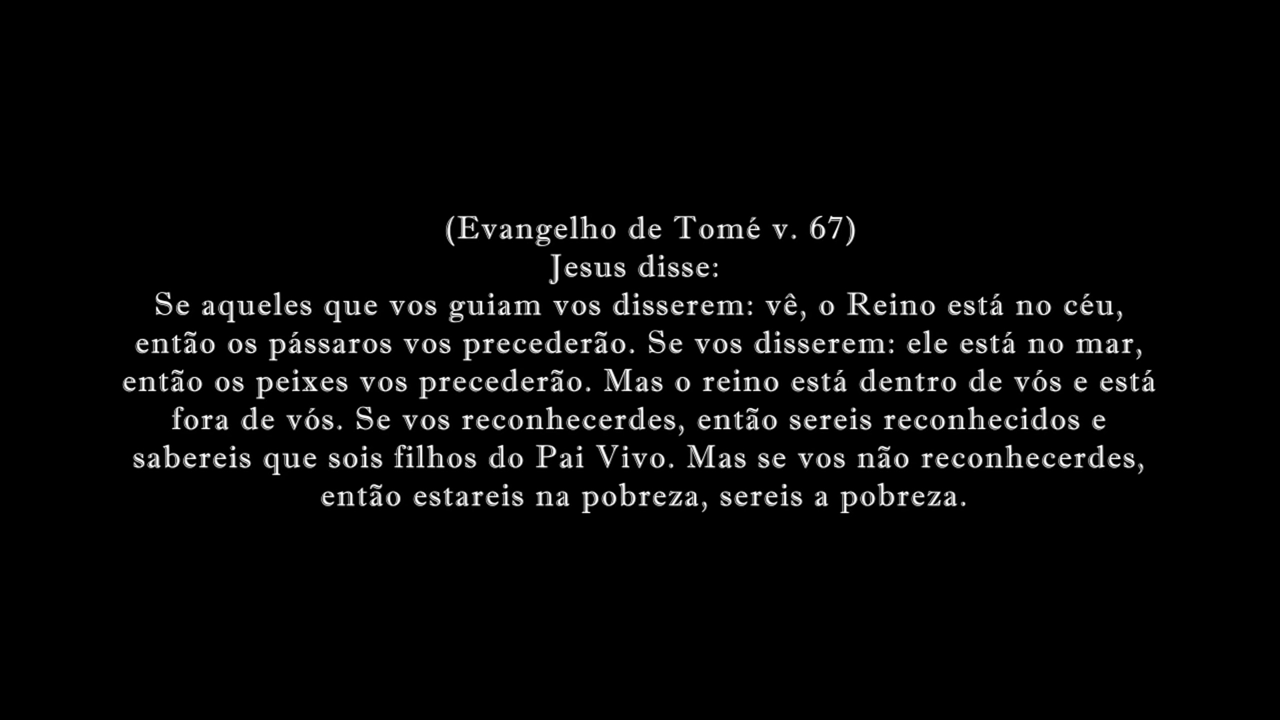 (Evangelho de Tomé v. 67)
Jesus disse:
Se aqueles que vos guiam vos disserem: vê, o Reino está no céu,
então os pássaros vos precederão. Se vos disserem: ele está no mar,
então os peixes vos precederão. Mas o reino está dentro de vós e está
fora de vós. Se vos reconhecerdes, então sereis reconhecidos e
sabereis que sois filhos do Pai Vivo. Mas se vos não reconhecerdes,
então estareis na pobreza, sereis a pobreza.